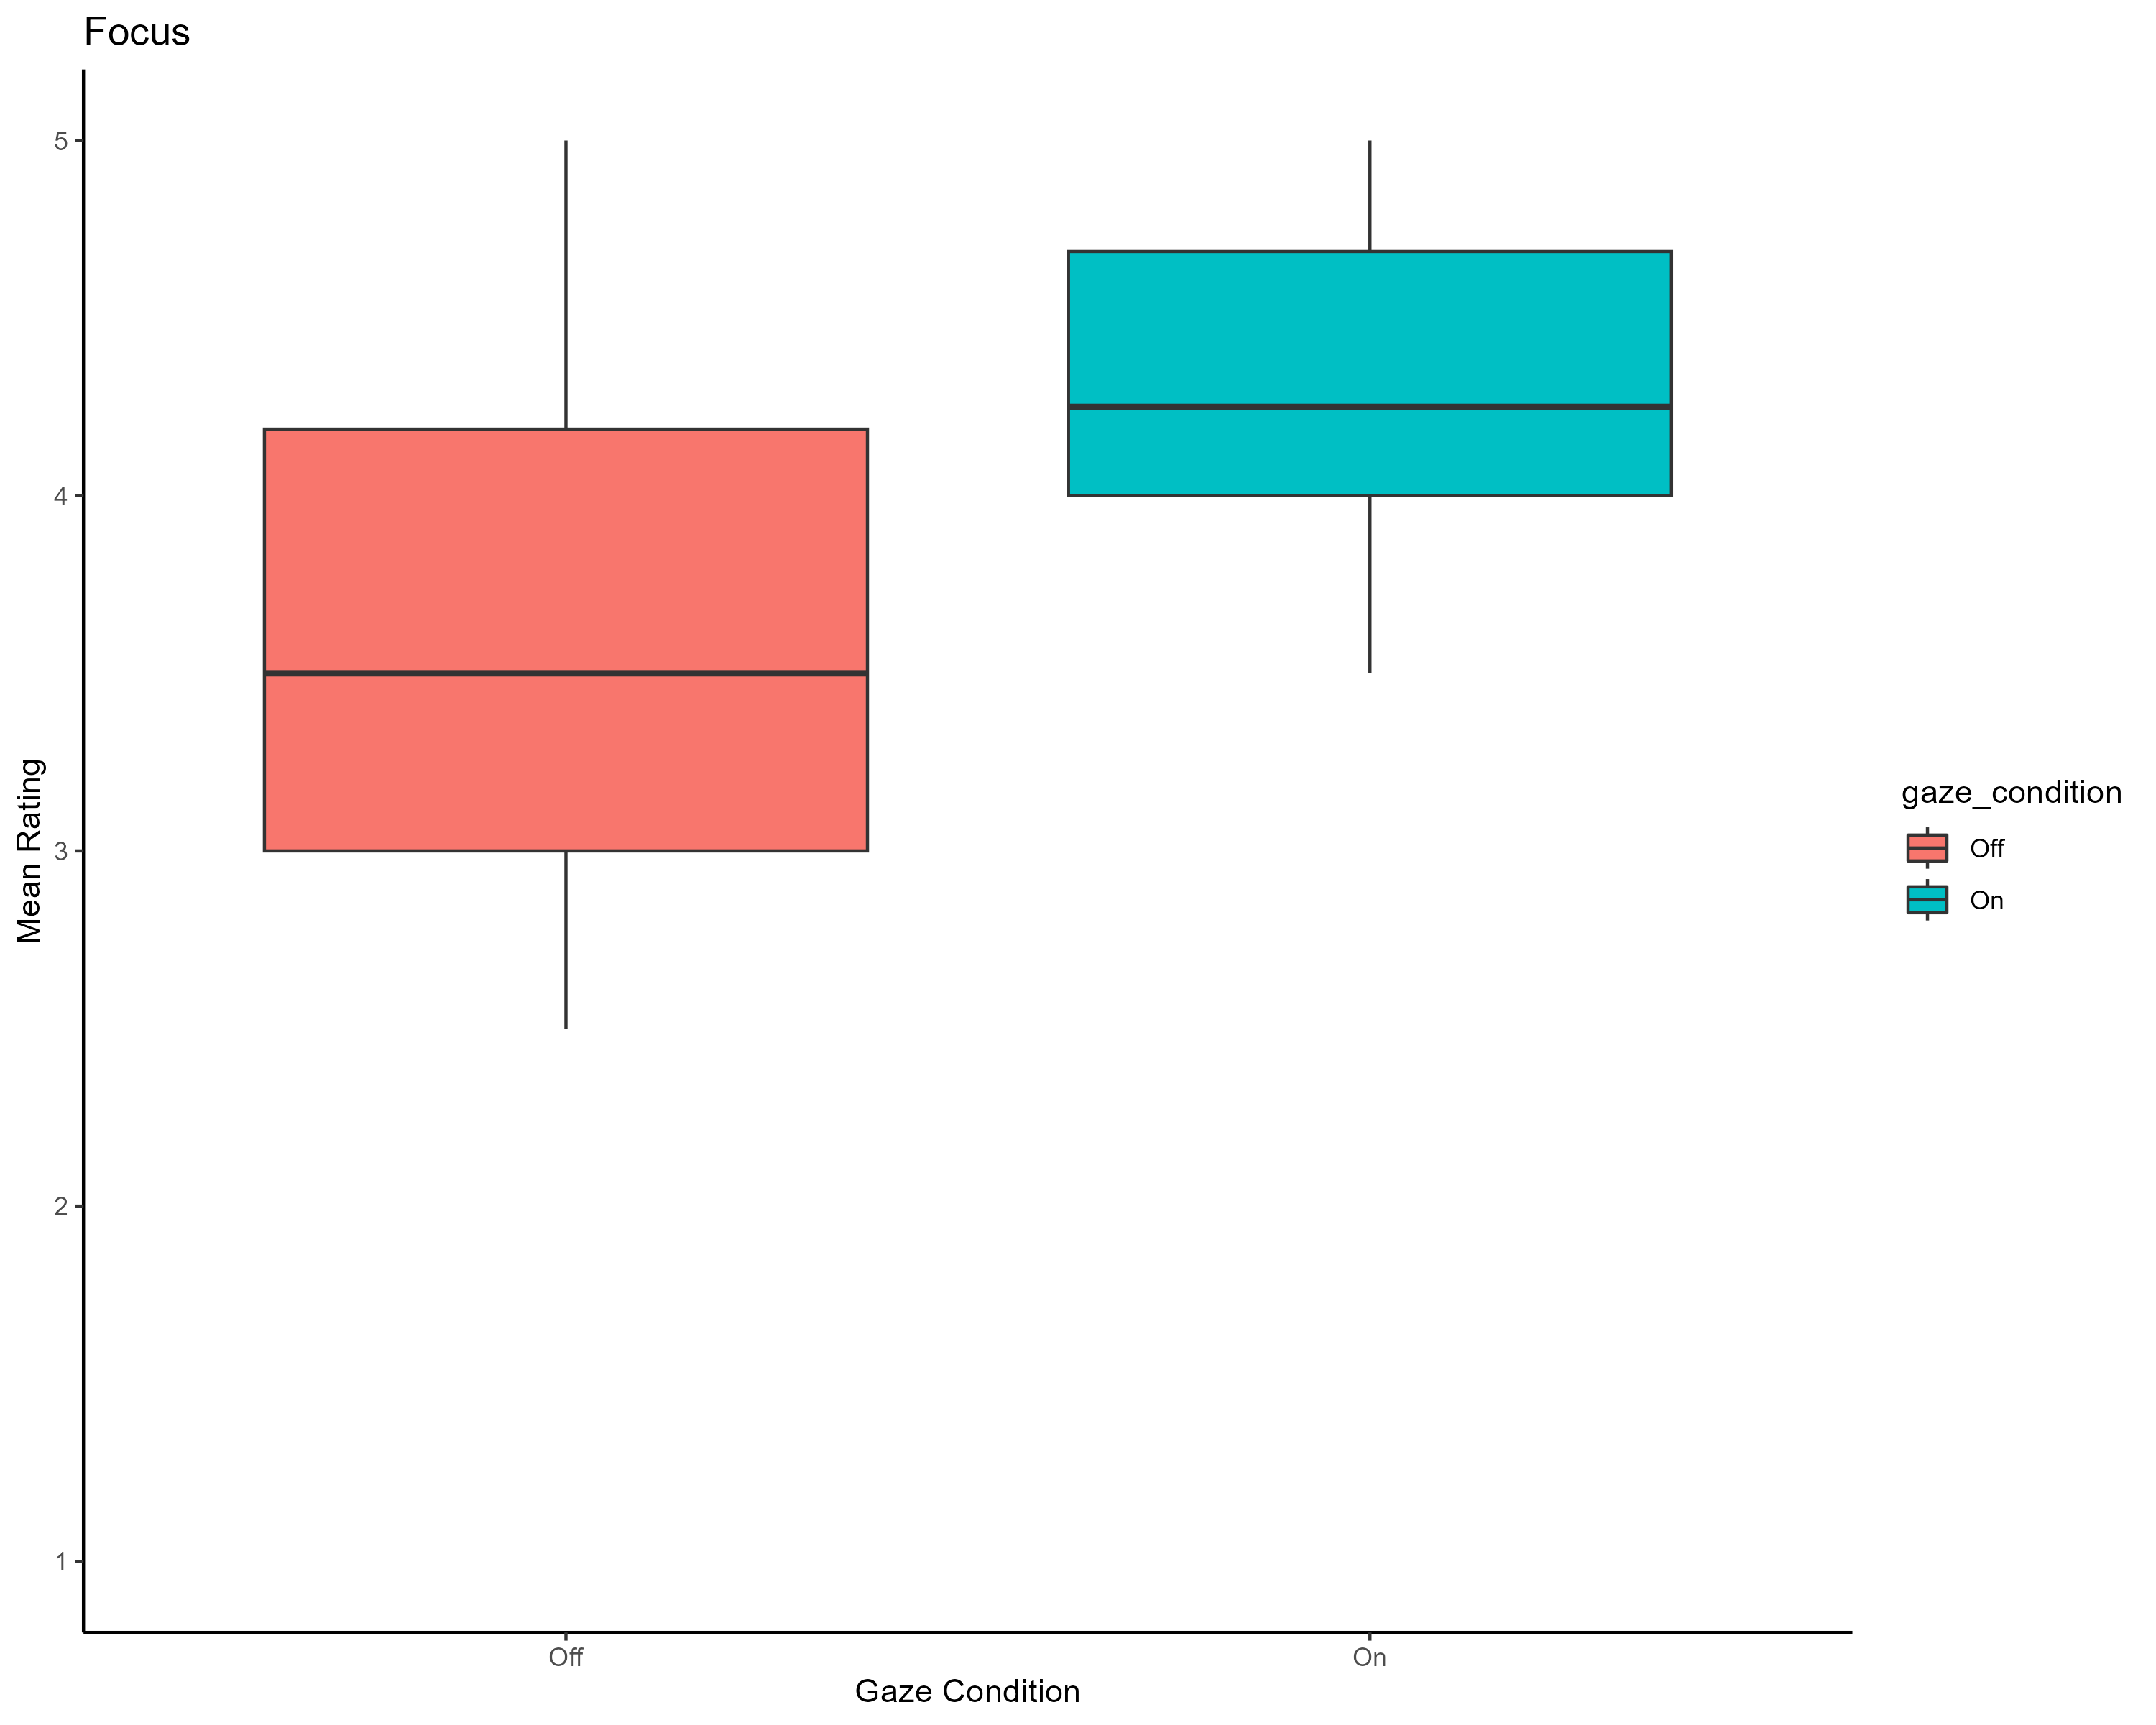 Focus
5
4
3
2
1
Mean Rating
Off
On
Gaze Condition
gaze_condition
Off
On